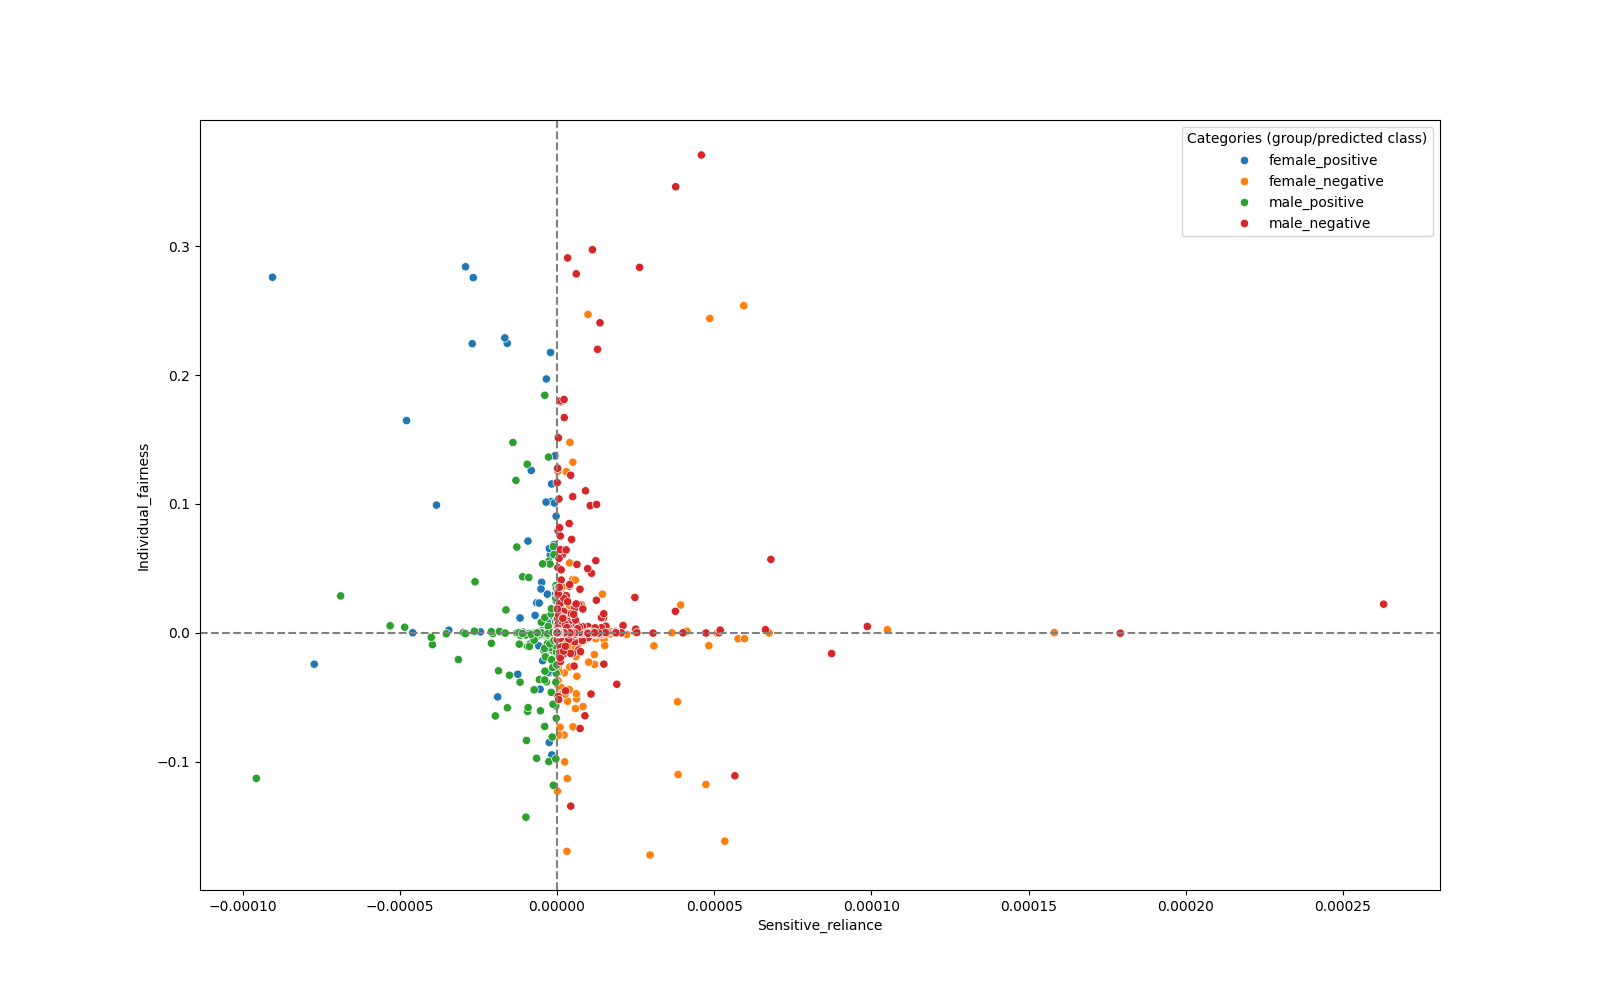 Categories (group/predicted class)
female_positive
female_negative
male_positive
male_negative
0.3
0.2
0.1
0.0
−0.1
Individual_fairness
−0.00010
−0.00005
0.00000
0.00005
0.00010
0.00015
0.00020
0.00025
Sensitive_reliance